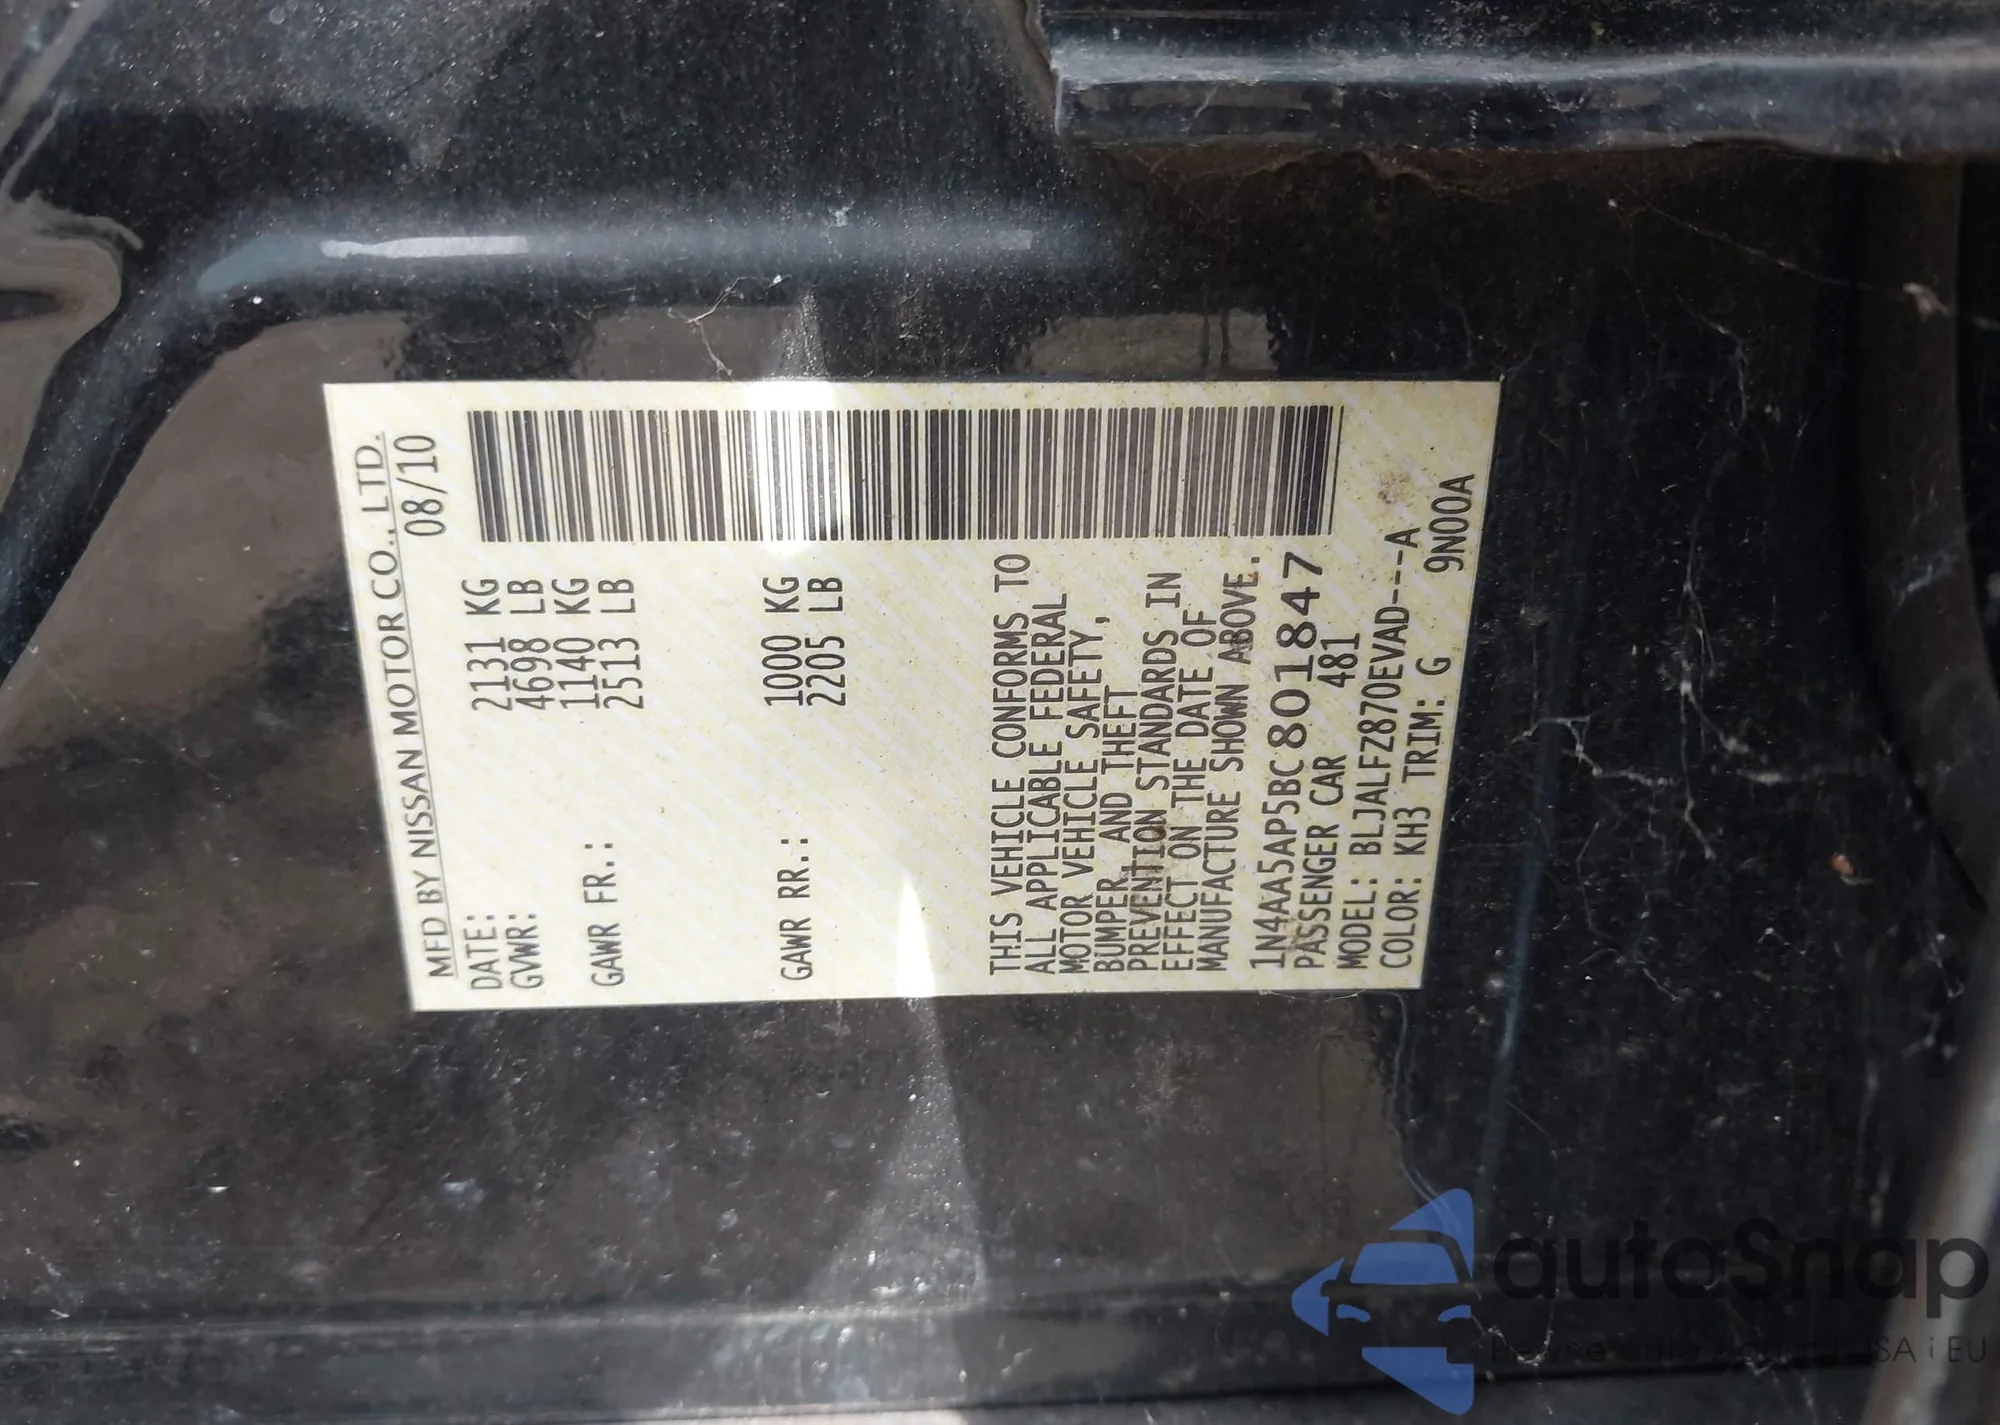 MFD BY NISSAN MOTOR CO., LTD.
DATE: 08/10
GVWR: 2131 KG
4698 LB
GAWR FR.: 1140 KG
2513 LB
GAWR RR.: 1000 KG
2205 LB
THIS VEHICLE CONFORMS TO
ALL APPLICABLE FEDERAL
MOTOR VEHICLE SAFETY,
BUMPER, AND THEFT
PREVENTION STANDARDS IN
EFFECT ON THE DATE OF
MANUFACTURE SHOWN ABOVE.
1N4AA5AP5BC801847
PASSENGER CAR 481
MODEL: BLJALFZ870EVAD---A
COLOR: KH3 TRIM: G 9N00A
autoSnap
USA i EU